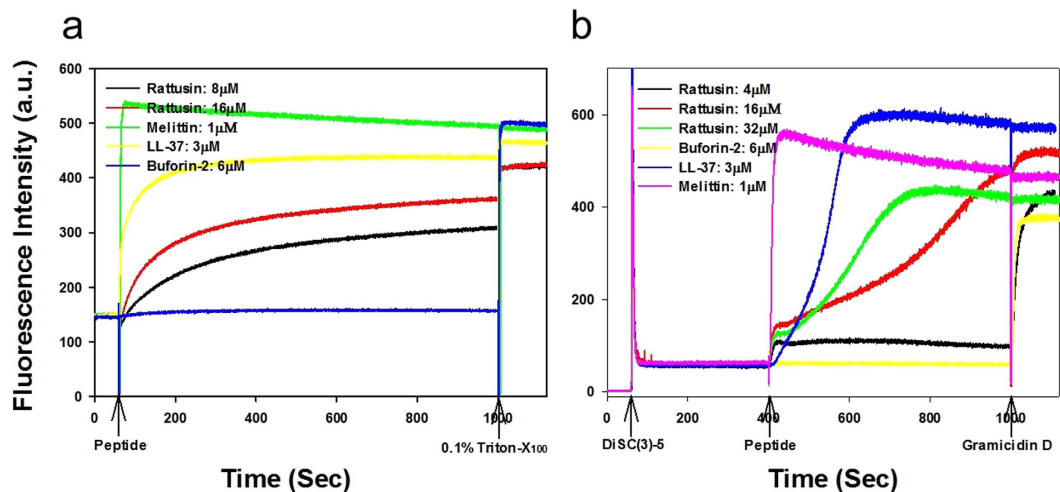 a
b
Fluorescence Intensity (a.u.)
600
500
400
300
200
100
0
Rattusin: 8μM
Rattusin: 16μM
Melittin: 1μM
LL-37: 3μM
Buforin-2: 6μM
0
200
400
600
800
1000
Peptide
0.1% Triton-X100
Time (Sec)
600
400
200
0
Rattusin: 4μM
Rattusin: 16μM
Rattusin: 32μM
Buforin-2: 6μM
LL-37: 3μM
Melittin: 1μM
0
200
400
600
800
1000
DiSC(3)-5
Peptide
Gramicidin D
Time (Sec)